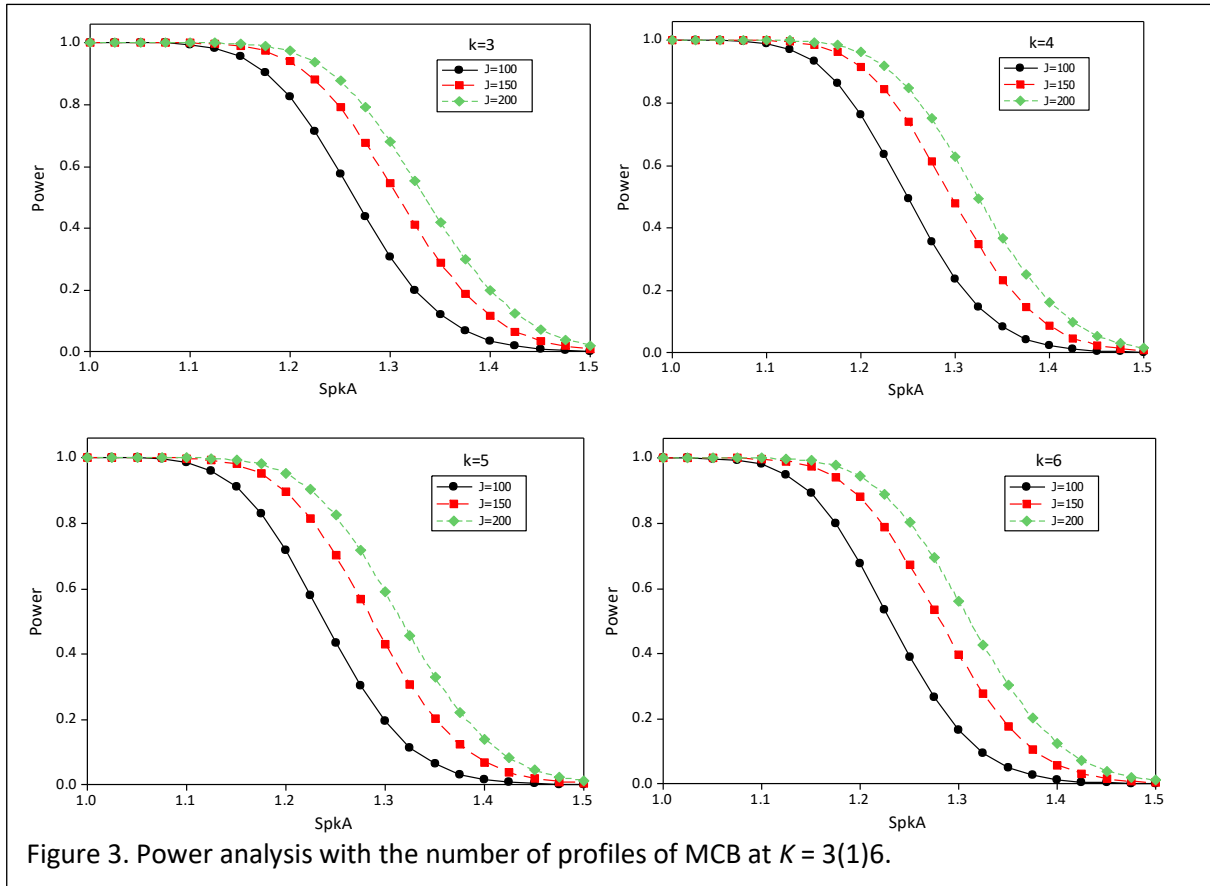 k=3
J=100
J=150
J=200
Power
1.0
0.8
0.6
0.4
0.2
0.0
1.0 1.1 1.2 1.3 1.4 1.5
SpkA
k=4
J=100
J=150
J=200
Power
1.0
0.8
0.6
0.4
0.2
0.0
1.0 1.1 1.2 1.3 1.4 1.5
SpkA
k=5
J=100
J=150
J=200
Power
1.0
0.8
0.6
0.4
0.2
0.0
1.0 1.1 1.2 1.3 1.4 1.5
SpkA
k=6
J=100
J=150
J=200
Power
1.0
0.8
0.6
0.4
0.2
0.0
1.0 1.1 1.2 1.3 1.4 1.5
SpkA
Figure 3. Power analysis with the number of profiles of MCB at K = 3(1)6.